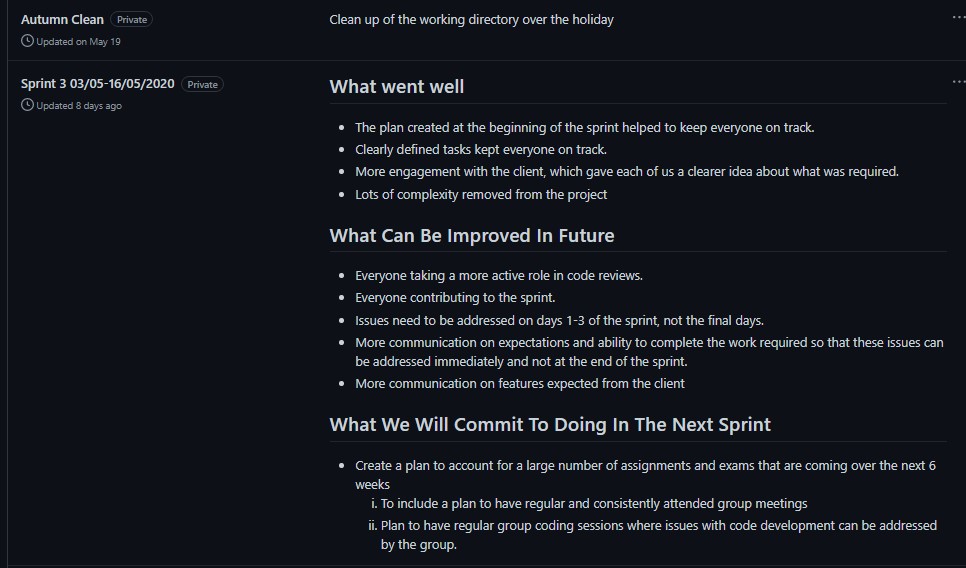 Autumn Clean Private
Updated on May 19
Clean up of the working directory over the holiday
Sprint 3 03/05-16/05/2020 Private
Updated 8 days ago
What went well
• The plan created at the beginning of the sprint helped to keep everyone on track.
• Clearly defined tasks kept everyone on track.
• More engagement with the client, which gave each of us a clearer idea about what was required.
• Lots of complexity removed from the project
What Can Be Improved In Future
• Everyone taking a more active role in code reviews.
• Everyone contributing to the sprint.
• Issues need to be addressed on days 1-3 of the sprint, not the final days.
• More communication on expectations and ability to complete the work required so that these issues can
be addressed immediately and not at the end of the sprint.
• More communication on features expected from the client
What We Will Commit To Doing In The Next Sprint
• Create a plan to account for a large number of assignments and exams that are coming over the next 6
weeks
i. To include a plan to have regular and consistently attended group meetings
ii. Plan to have regular group coding sessions where issues with code development can be addressed
by the group.